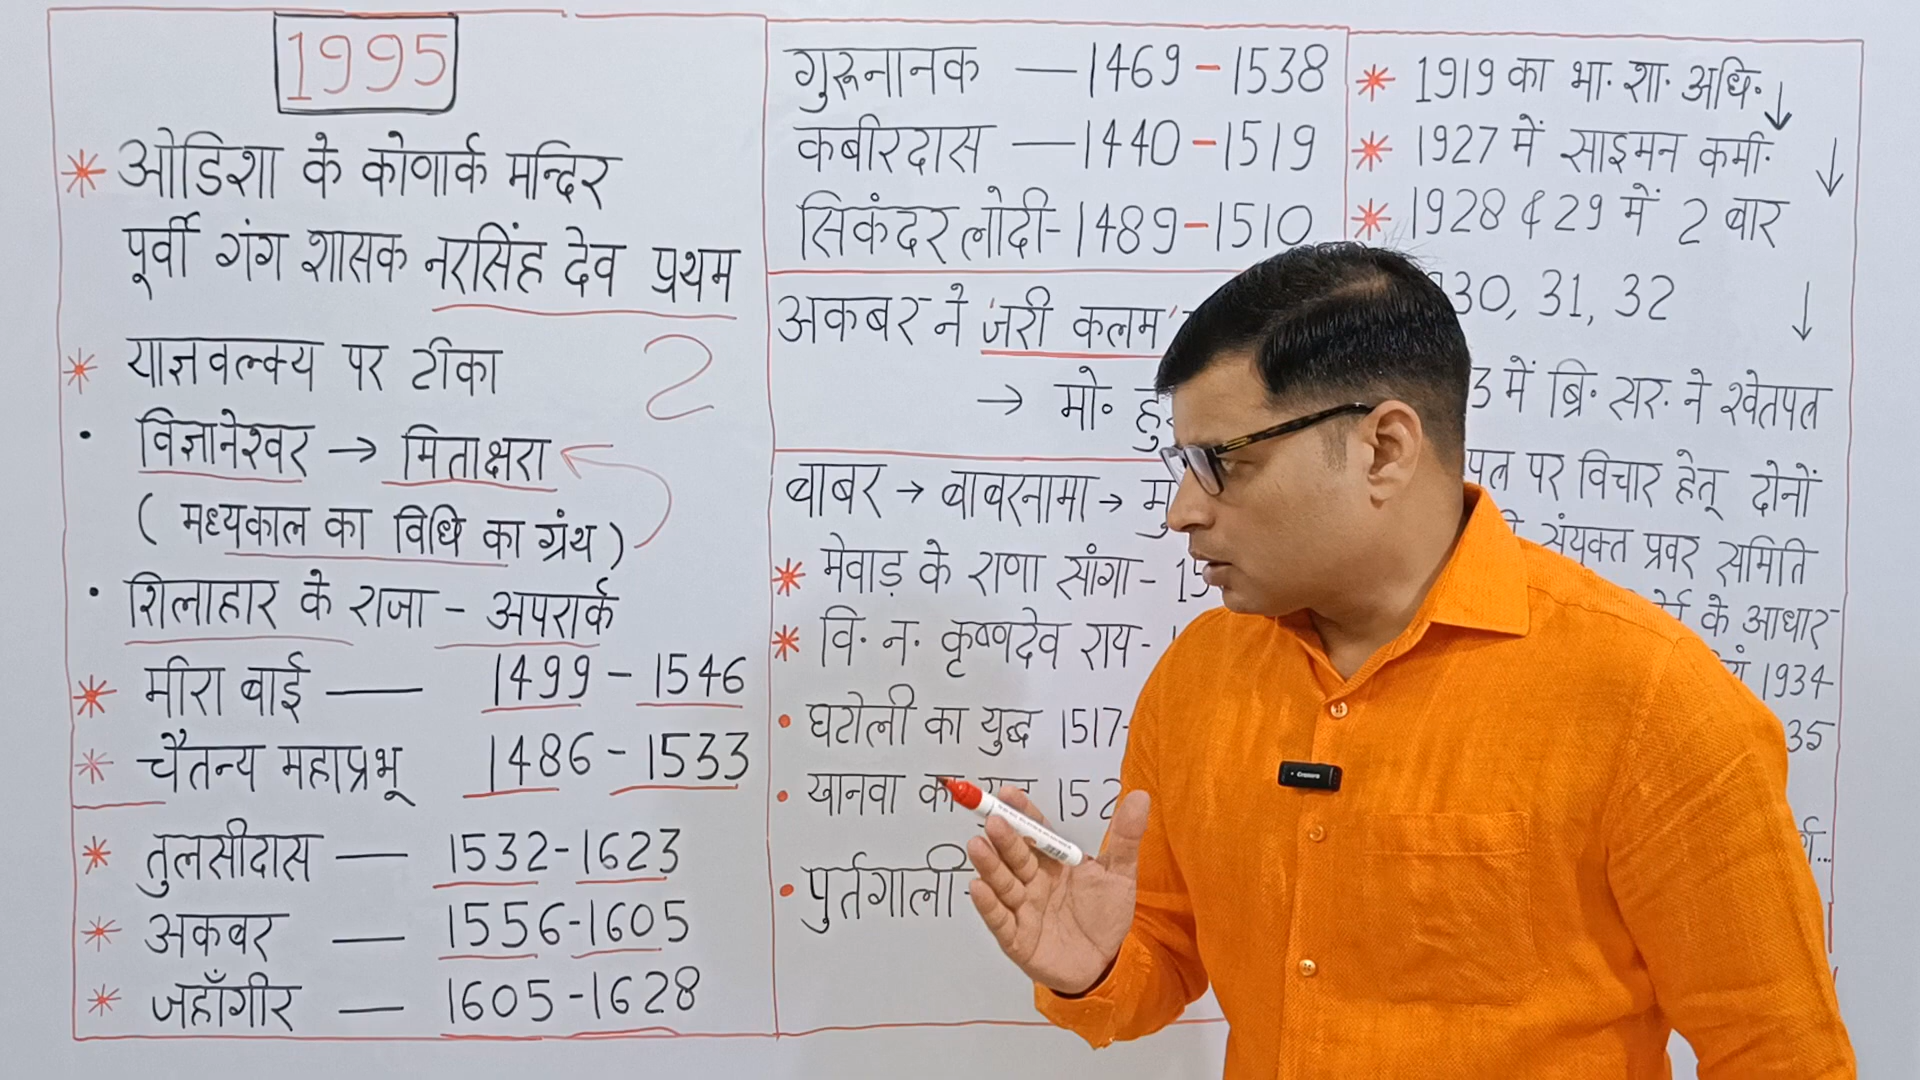 1995
* ओडिशा के कोणार्क मन्दिर
पूर्वी गंग शासक नरसिंह देव प्रथम
* याज्ञवल्क्य पर टीका
2
• विज्ञानेश्वर → मिताक्षरा
( मध्यकाल का विधि का ग्रंथ )
• शिलाहार के राजा - अपरार्क
* मीरा बाई — 1499 - 1546
* चैतन्य महाप्रभू 1486 - 1533
* तुलसीदास — 1532-1623
* अकबर — 1556-1605
* जहाँगीर — 1605-1628
गुरूनानक — 1469 - 1538
कबीरदास — 1440 - 1519
सिकंदर लोदी - 1489 - 1510
अकबर ने 'जरी कलम'
→ मो॰
बाबर → बाबरनामा →
* मेवाड़ के राणा सांगा -
* वि॰ न॰ कृष्णदेव राय -
• घटोली का युद्ध 1517-
• खानवा का
• पुर्तगाली -
* 1919 का भा॰ शा॰ अधि॰ ↓
* 1927 में साइमन कमी॰ ↓
* 1928 & 29 में 2 बार
30, 31, 32 ↓
3 में ब्रि॰ सर॰ ने श्वेतपत्र
पर विचार हेतू दोनों
संयुक्त प्रवर समिति
के आधार
1934
35